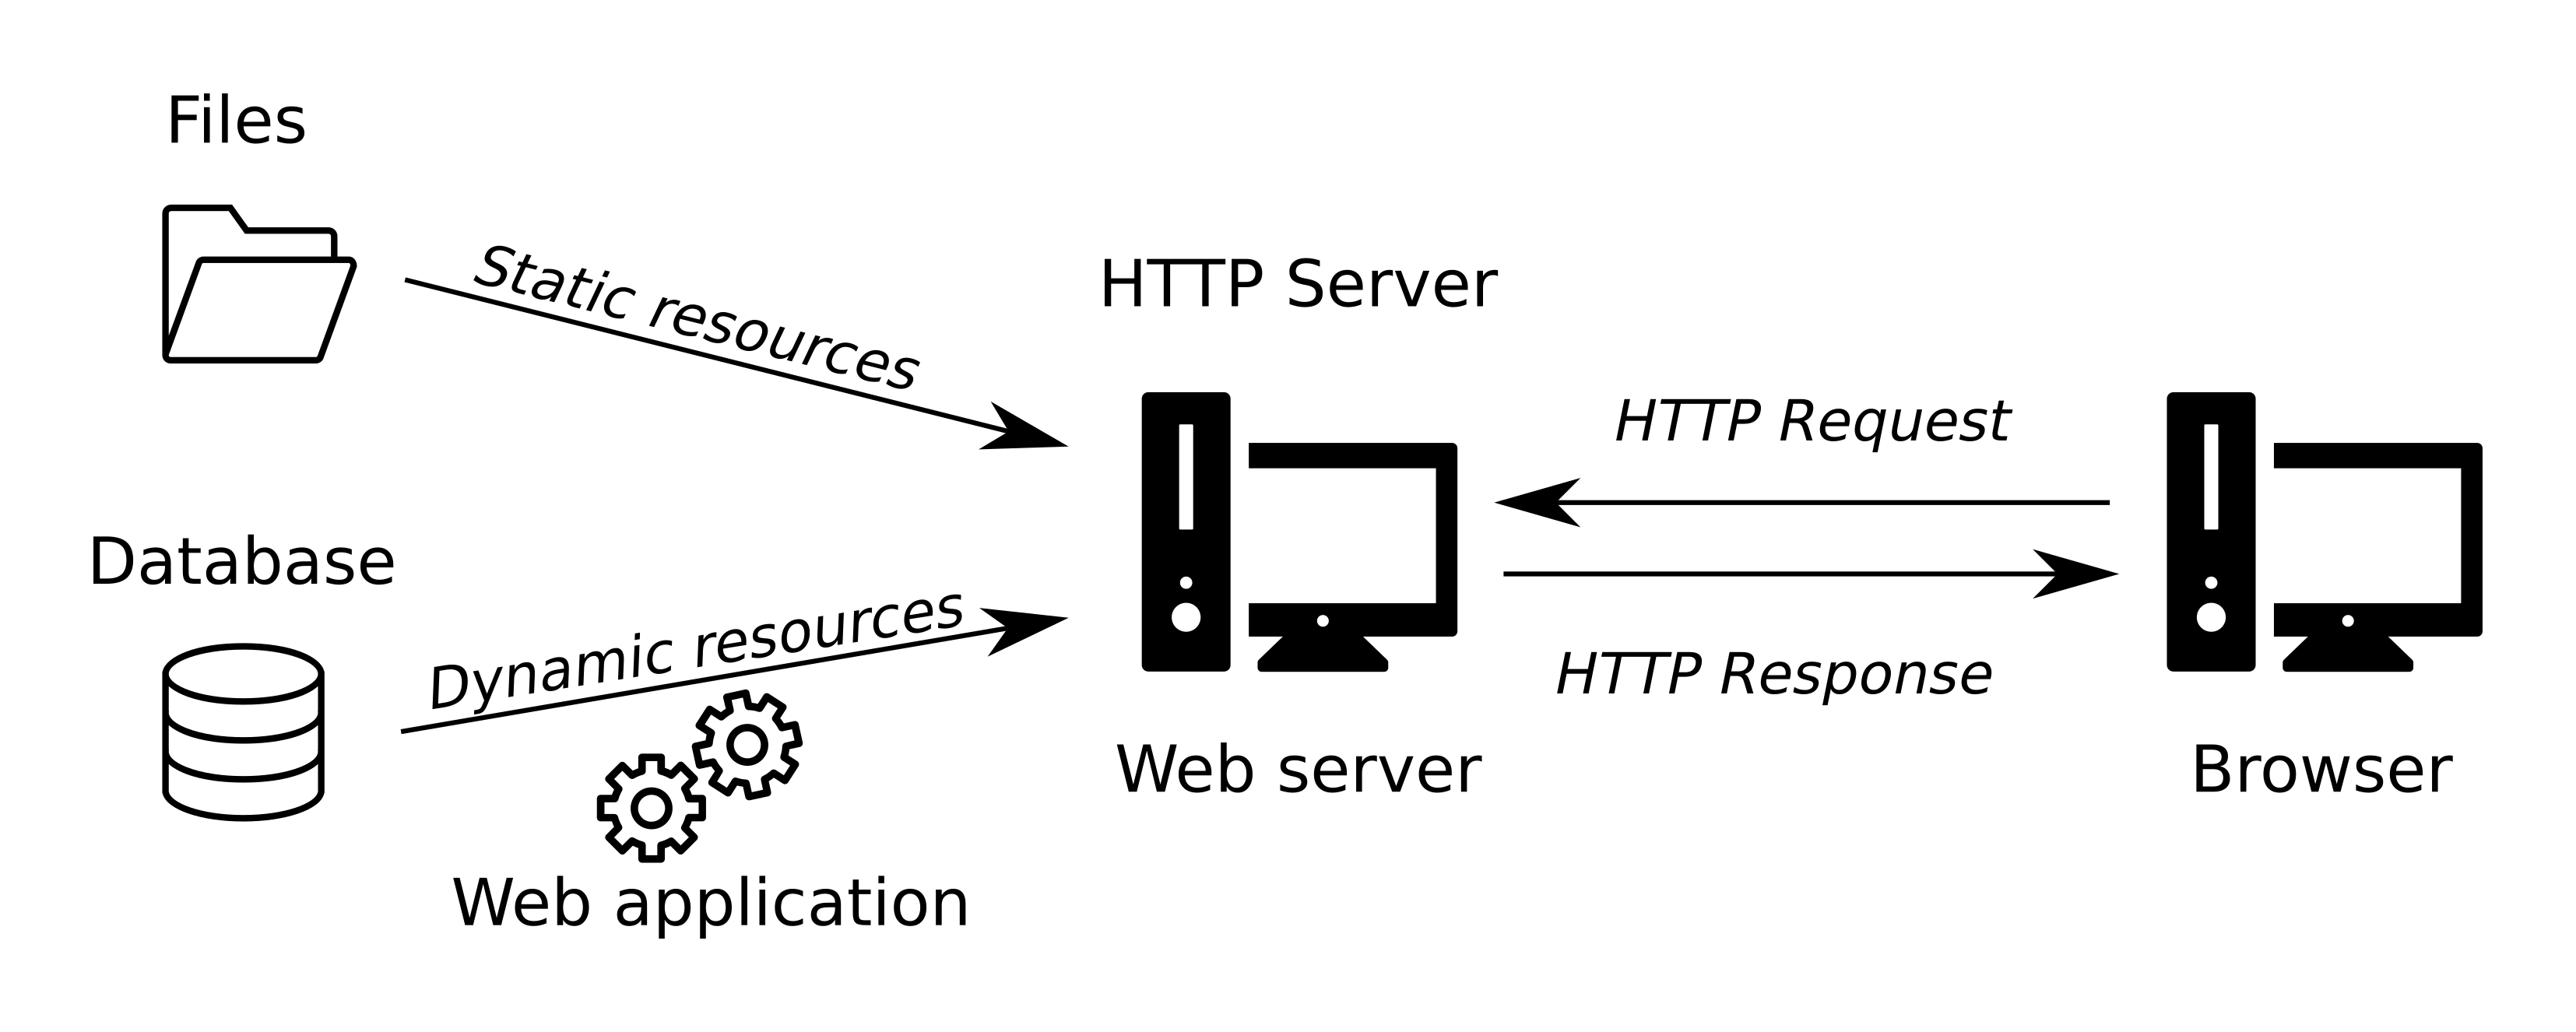 Files
Static resources
HTTP Server
HTTP Request
Database
Dynamic resources
HTTP Response
Web server
Browser
Web application